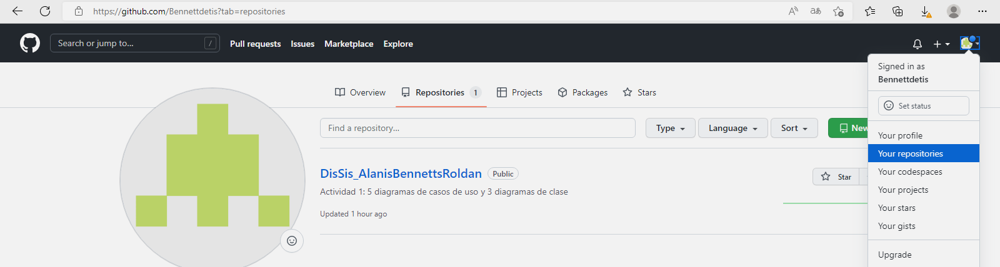 https://github.com/Bennettdetis?tab=repositories
Search or jump to... /
Pull requests Issues Marketplace Explore
Signed in as
Bennettdetis
Overview Repositories 1 Projects Packages Stars
Set status
Find a repository... Type Language Sort New
Your profile
Your repositories
DisSis_AlanisBennettsRoldan Public
Star
Your codespaces
Actividad 1: 5 diagramas de casos de uso y 3 diagramas de clase
Your projects
Your stars
Updated 1 hour ago
Your gists
Upgrade